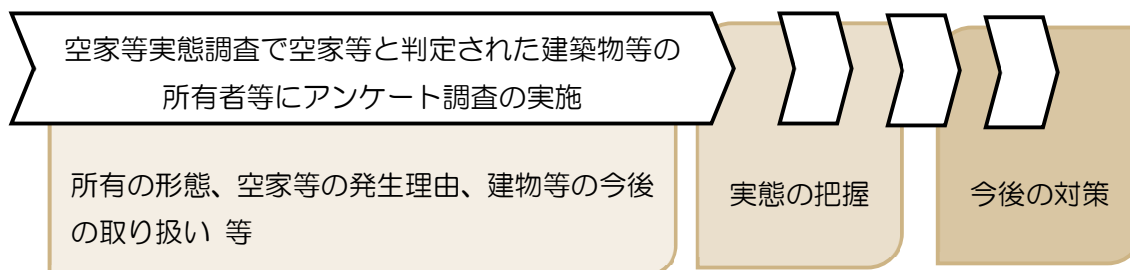 空家等実態調査で空家等と判定された建築物等の
所有者等にアンケート調査の実施
所有の形態、空家等の発生理由、建物等の今後
の取り扱い 等
実態の把握
今後の対策